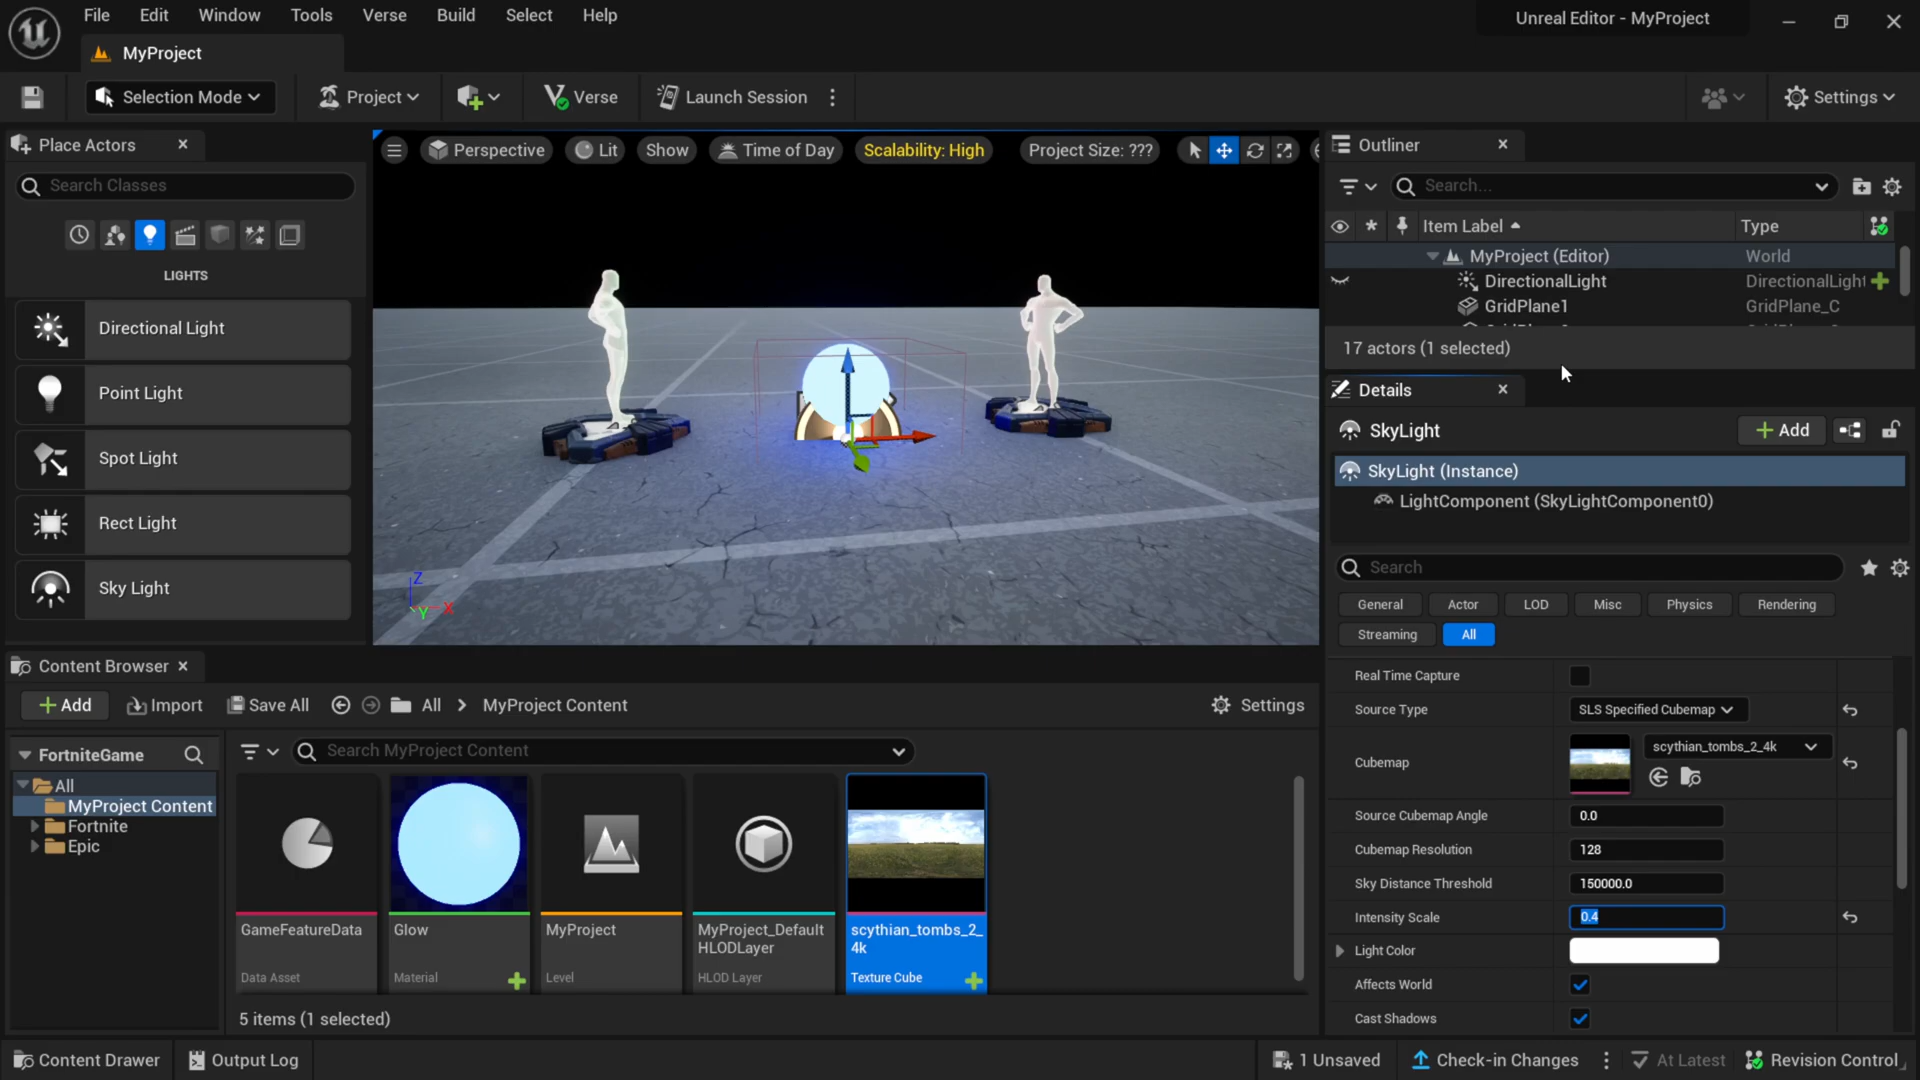 File Edit Window Tools Verse Build Select Help
Unreal Editor - MyProject
MyProject
Selection Mode
Project
Verse
Launch Session
Settings
Place Actors
Search Classes
LIGHTS
Directional Light
Point Light
Spot Light
Rect Light
Sky Light
Perspective
Lit
Show
Time of Day
Scalability: High
Project Size: ???
Z
Y
X
Outliner
Search...
Item Label
Type
MyProject (Editor) World
DirectionalLight DirectionalLight
GridPlane1 GridPlane_C
17 actors (1 selected)
Details
SkyLight
Add
SkyLight (Instance)
LightComponent (SkyLightComponent0)
Search
General Actor LOD Misc Physics Rendering
Streaming All
Real Time Capture
Source Type SLS Specified Cubemap
Cubemap scythian_tombs_2_4k
Source Cubemap Angle 0.0
Cubemap Resolution 128
Sky Distance Threshold 150000.0
Intensity Scale 0.4
Light Color
Affects World
Cast Shadows
Content Browser
Add
Import
Save All
All
MyProject Content
Settings
FortniteGame
All
MyProject Content
Fortnite
Epic
Search MyProject Content
GameFeatureData
Data Asset
Glow
Material
MyProject
Level
MyProject_Default
HLODLayer
HLOD Layer
scythian_tombs_2_
4k
Texture Cube
5 items (1 selected)
Content Drawer
Output Log
1 Unsaved
Check-in Changes
At Latest
Revision Control